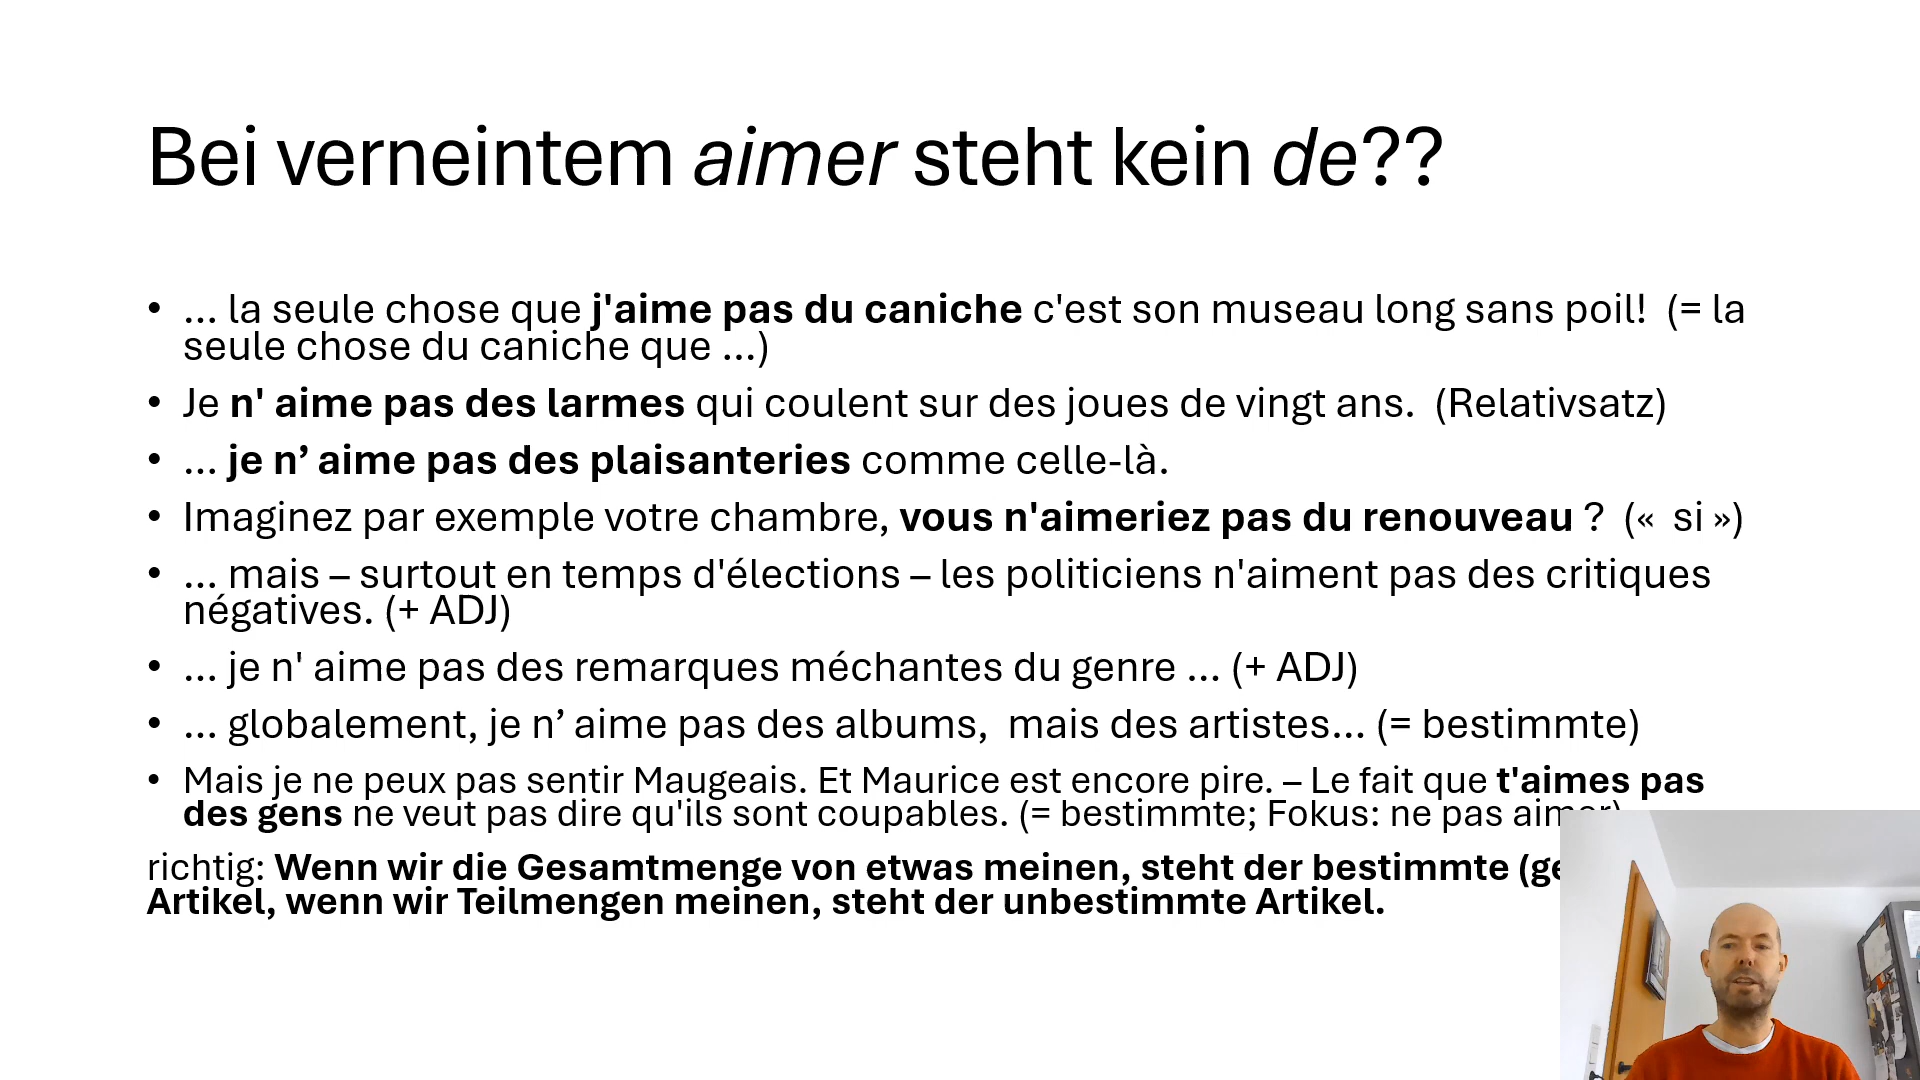 Bei verneintem aimer steht kein de??
• ... la seule chose que j'aime pas du caniche c'est son museau long sans poil! (= la
seule chose du caniche que ...)
• Je n' aime pas des larmes qui coulent sur des joues de vingt ans. (Relativsatz)
• ... je n’ aime pas des plaisanteries comme celle-là.
• Imaginez par exemple votre chambre, vous n'aimeriez pas du renouveau ? (« si »)
• ... mais – surtout en temps d'élections – les politiciens n'aiment pas des critiques
négatives. (+ ADJ)
• ... je n' aime pas des remarques méchantes du genre ... (+ ADJ)
• ... globalement, je n’ aime pas des albums, mais des artistes... (= bestimmte)
• Mais je ne peux pas sentir Maugeais. Et Maurice est encore pire. – Le fait que t'aimes pas
des gens ne veut pas dire qu'ils sont coupables. (= bestimmte; Fokus: ne pas aimer)
richtig: Wenn wir die Gesamtmenge von etwas meinen, steht der bestimmte
Artikel, wenn wir Teilmengen meinen, steht der unbestimmte Artikel.